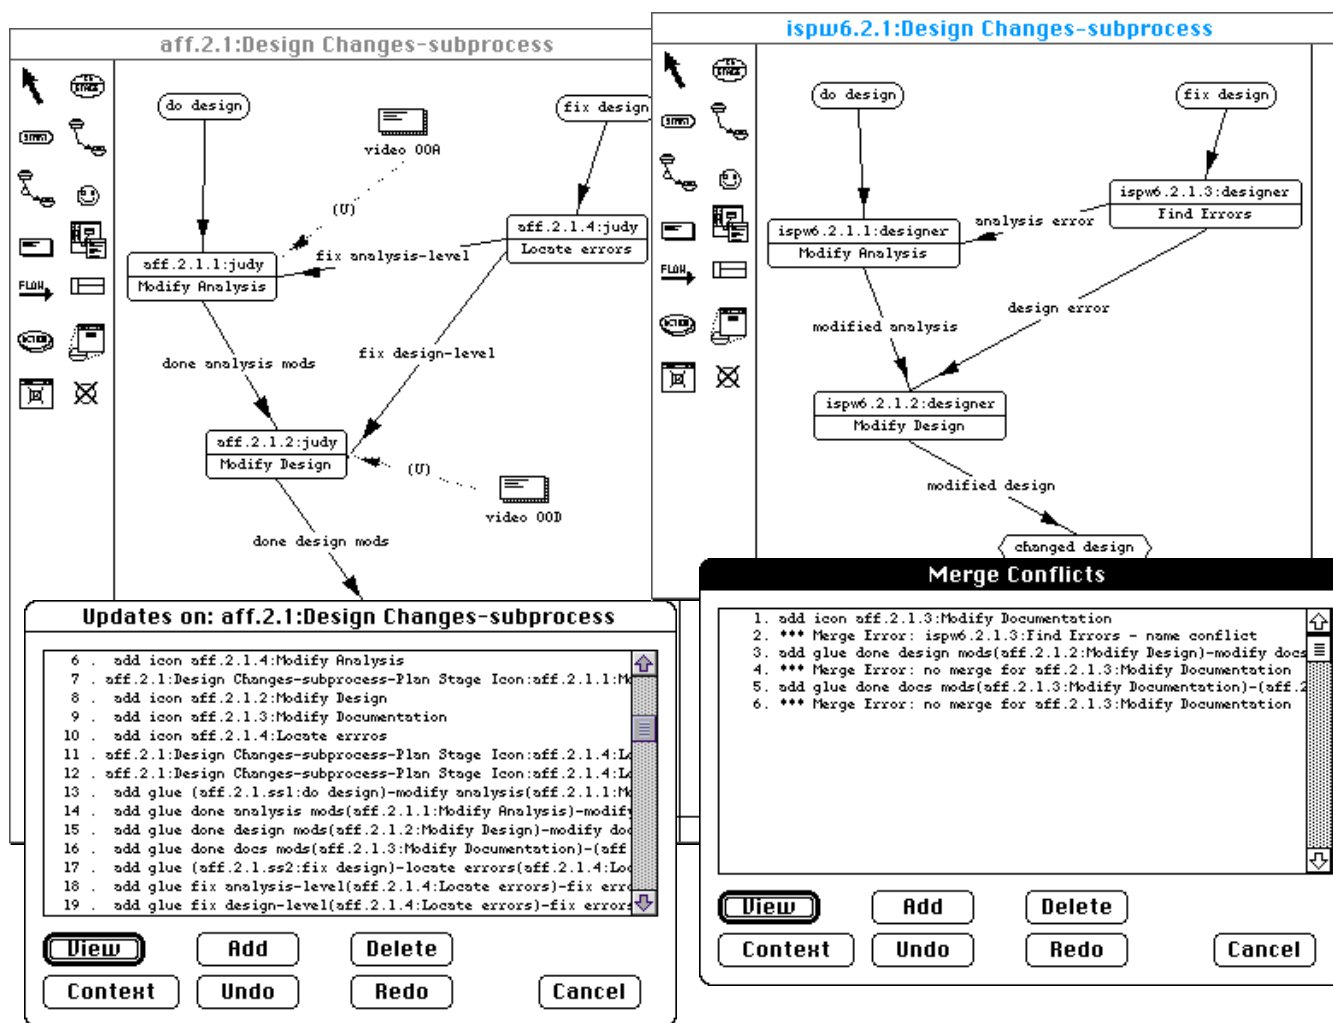 aff.2.1:Design Changes-subprocess
do design
fix design
video 00A
(U)
START
FLOW
ACTION
aff.2.1.4:judy
Locate errors
fix analysis-level
aff.2.1.1:judy
Modify Analysis
fix design-level
done analysis mods
aff.2.1.2:judy
Modify Design
(U)
video 00D
done design mods
ispw6.2.1:Design Changes-subprocess
do design
fix design
START
FLOW
ACTION
ispw6.2.1.3:designer
Find Errors
analysis error
ispw6.2.1.1:designer
Modify Analysis
design error
modified analysis
ispw6.2.1.2:designer
Modify Design
modified design
changed design
Updates on: aff.2.1:Design Changes-subprocess
6 . add icon aff.2.1.4:Modify Analysis
7 . aff.2.1:Design Changes-subprocess-Plan Stage Icon:aff.2.1.1:M
8 . add icon aff.2.1.2:Modify Design
9 . add icon aff.2.1.3:Modify Documentation
10 . add icon aff.2.1.4:Locate errros
11 . aff.2.1:Design Changes-subprocess-Plan Stage Icon:aff.2.1.4:Lo
12 . aff.2.1:Design Changes-subprocess-Plan Stage Icon:aff.2.1.4:Lo
13 . add glue (aff.2.1.ss1:do design)-modify analysis(aff.2.1.1:M
14 . add glue done analysis mods(aff.2.1.1:Modify Analysis)-modify
15 . add glue done design mods(aff.2.1.2:Modify Design)-modify doc
16 . add glue done docs mods(aff.2.1.3:Modify Documentation)-(aff
17 . add glue (aff.2.1.ss2:fix design)-locate errors(aff.2.1.4:Loc
18 . add glue fix analysis-level(aff.2.1.4:Locate errors)-fix erro
19 . add glue fix design-level(aff.2.1.4:Locate errors)-fix errors
View
Add
Delete
Context
Undo
Redo
Cancel
Merge Conflicts
1. add icon aff.2.1.3:Modify Documentation
2. *** Merge Error: ispw6.2.1.3:Find Errors - name conflict
3. add glue done design mods(aff.2.1.2:Modify Design)-modify docs
4. *** Merge Error: no merge for aff.2.1.3:Modify Documentation
5. add glue done docs mods(aff.2.1.3:Modify Documentation)-(aff.2
6. *** Merge Error: no merge for aff.2.1.3:Modify Documentation
View
Add
Delete
Context
Undo
Redo
Cancel